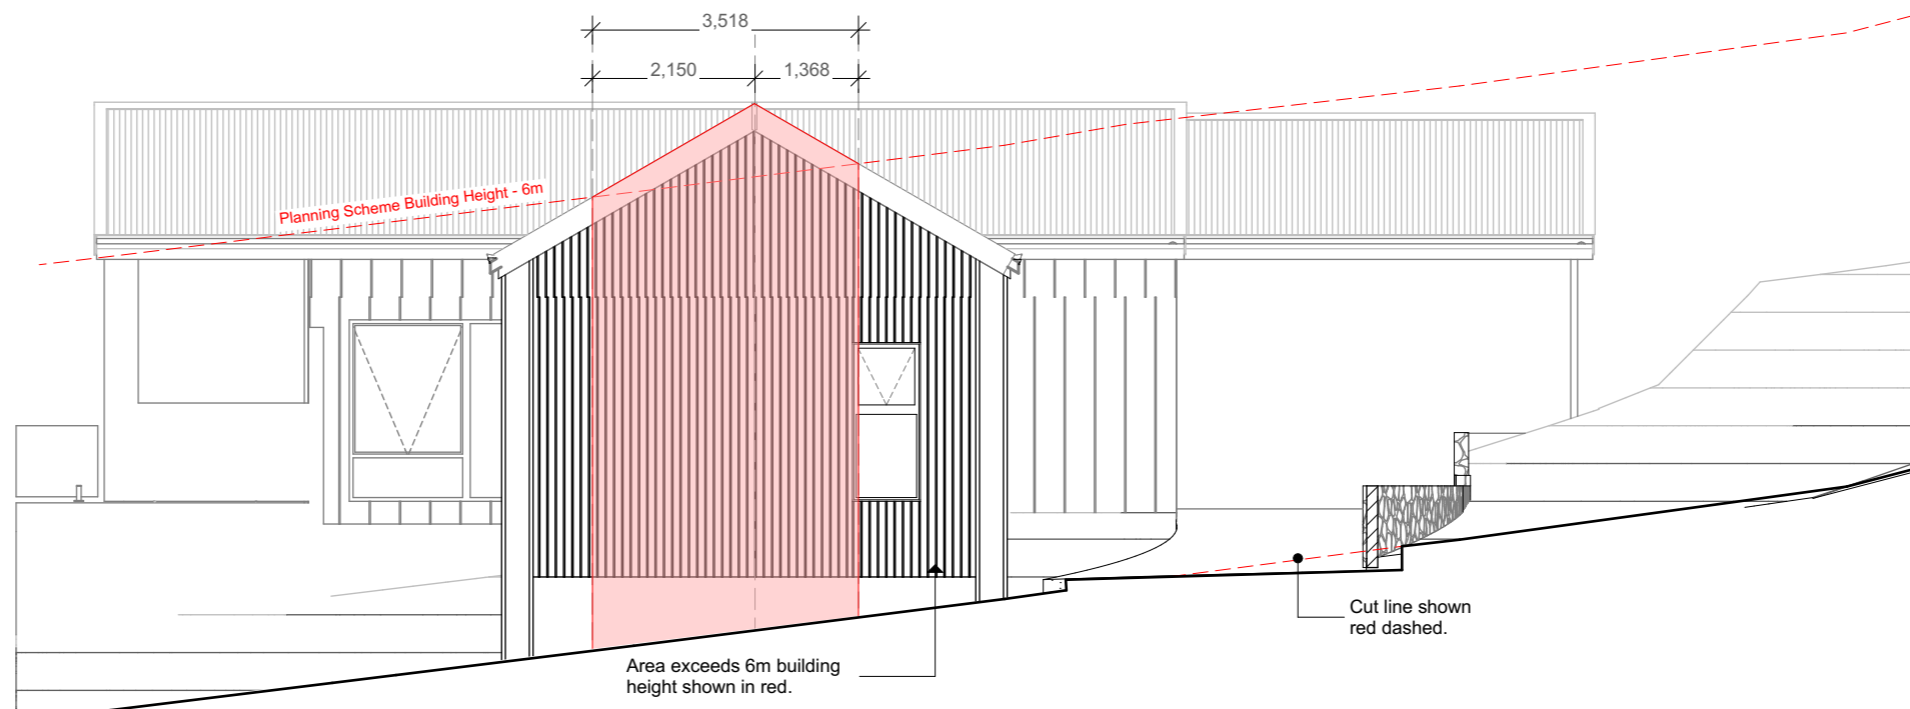 3,518
2,150
1,368
Planning Scheme Building Height - 6m
Cut line shown
red dashed.
Area exceeds 6m building
height shown in red.